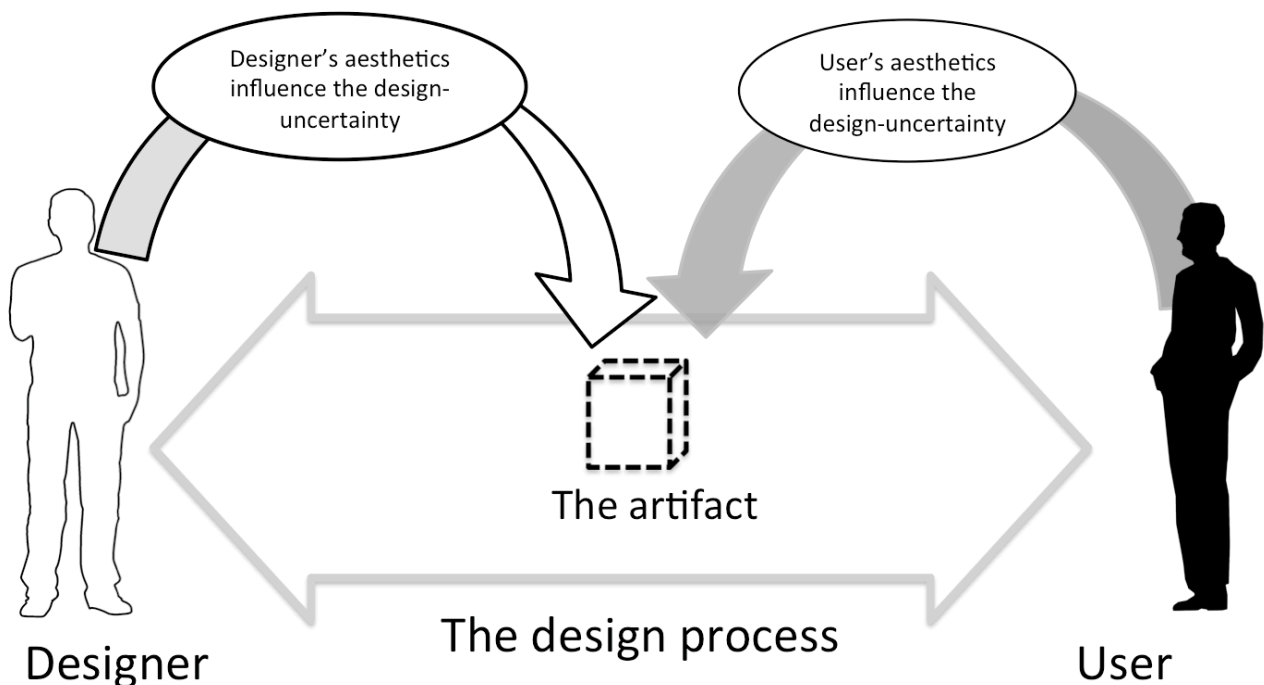 Designer’s aesthetics
influence the design-
uncertainty
User’s aesthetics
influence the
design-uncertainty
The artifact
The design process
Designer
User